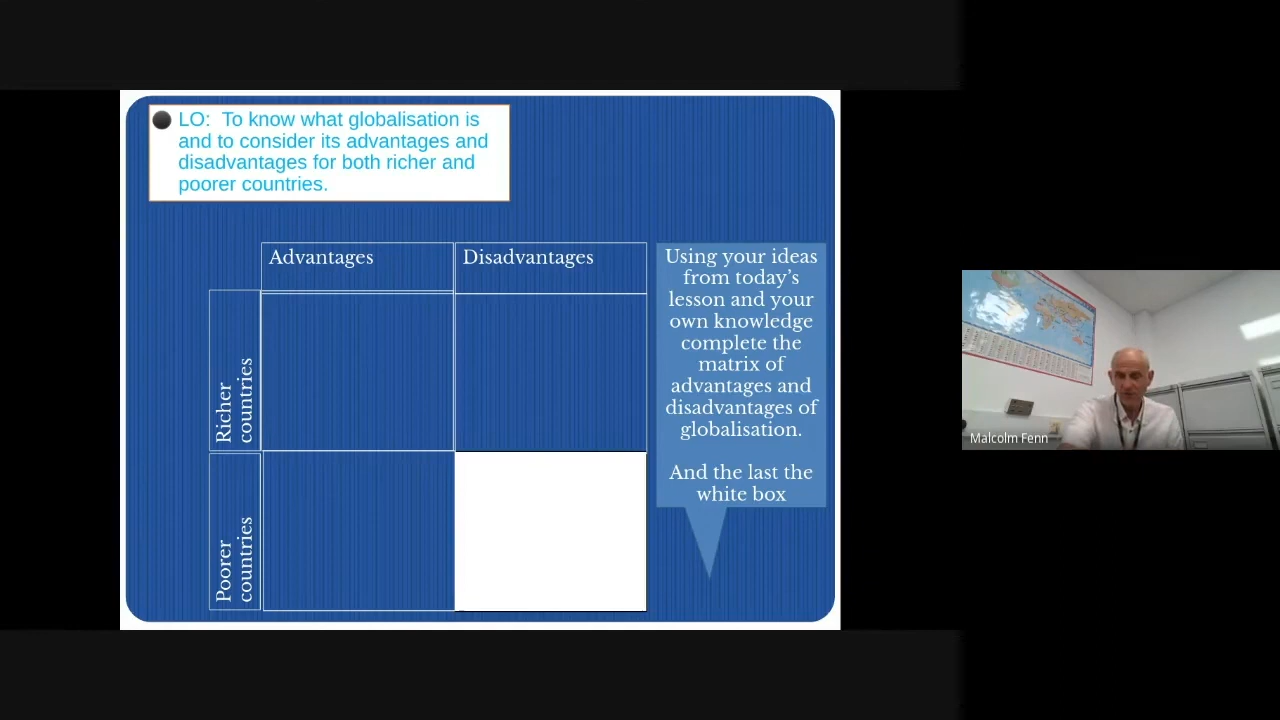 LO:  To know what globalisation is
and to consider its advantages and
disadvantages for both richer and
poorer countries.
Advantages
Disadvantages
Richer
countries
Poorer
countries
Using your ideas
from today’s
lesson and your
own knowledge
complete the
matrix of
advantages and
disadvantages of
globalisation.
And the last the
white box
Malcolm Fenn